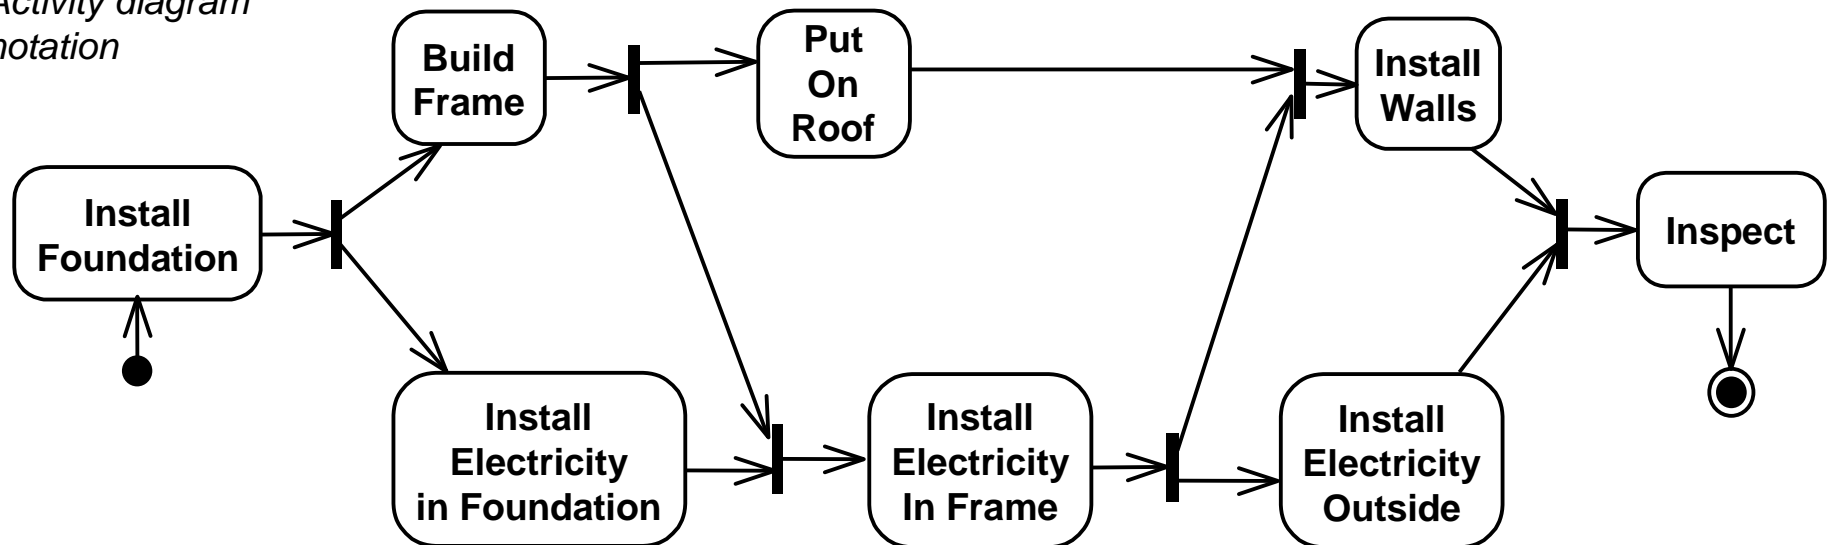 Activity diagram
notation
Build
Frame
Put
On
Roof
Install
Walls
Install
Foundation
Inspect
Install
Electricity
in Foundation
Install
Electricity
In Frame
Install
Electricity
Outside